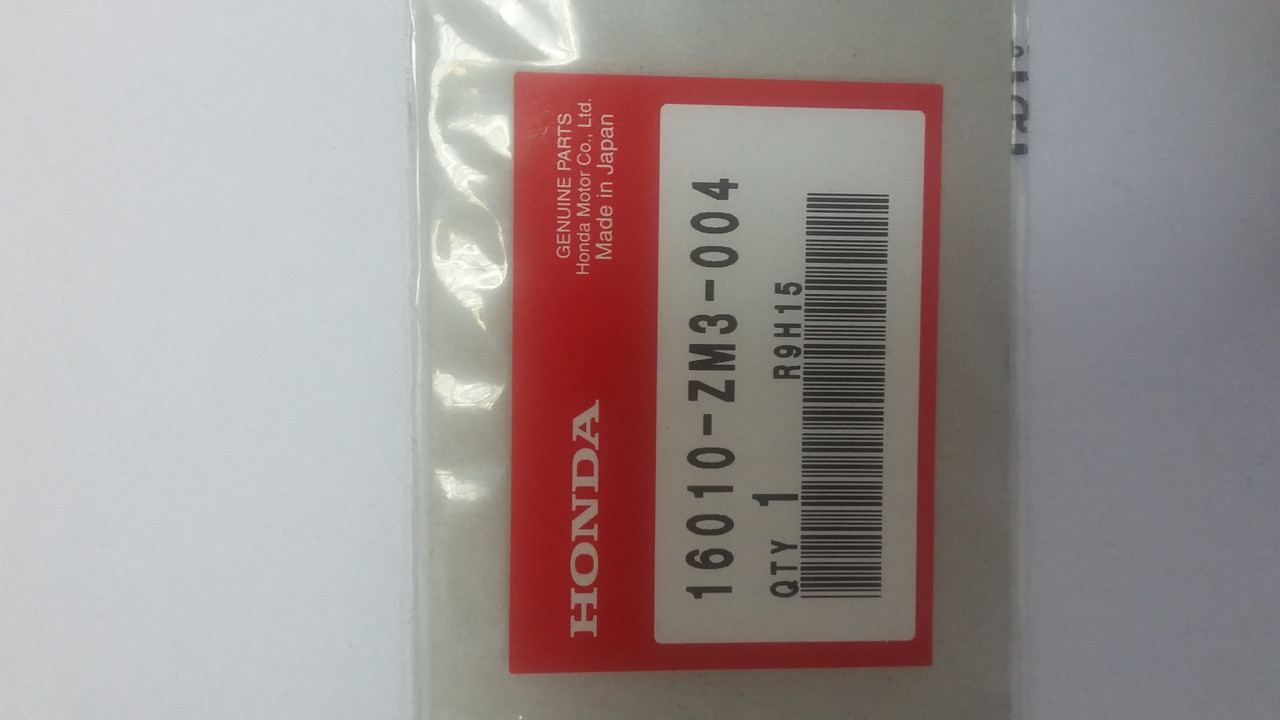 HONDA
GENUINE PARTS
Honda Motor Co., Ltd.
Made in Japan
16010-ZM3-004
QTY 1 R9H15